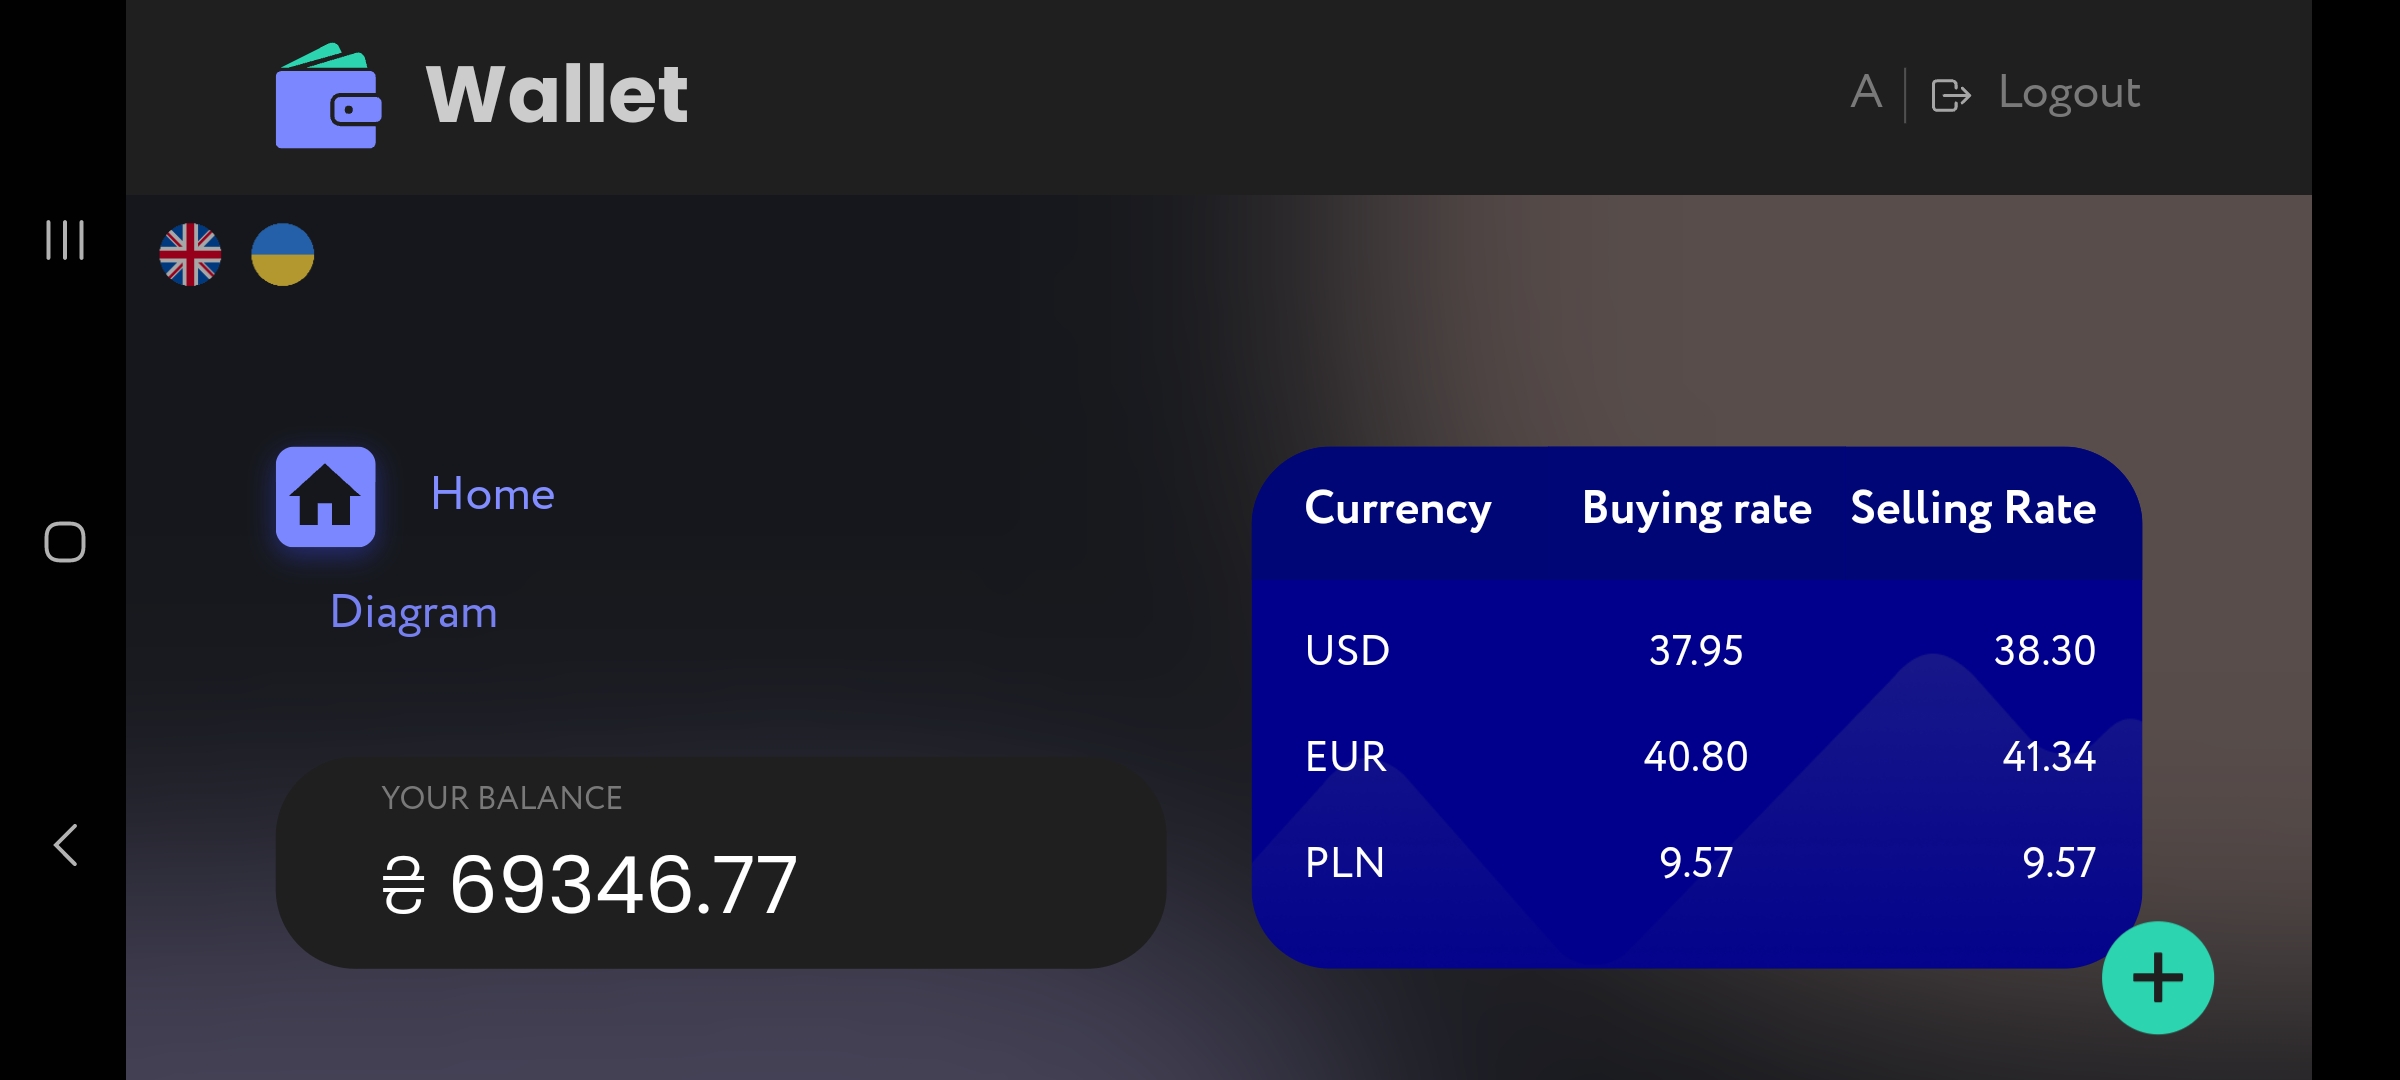 Wallet
A
Logout
Home
Diagram
YOUR BALANCE
₴ 69346.77
Currency Buying rate Selling Rate
USD 37.95 38.30
EUR 40.80 41.34
PLN 9.57 9.57